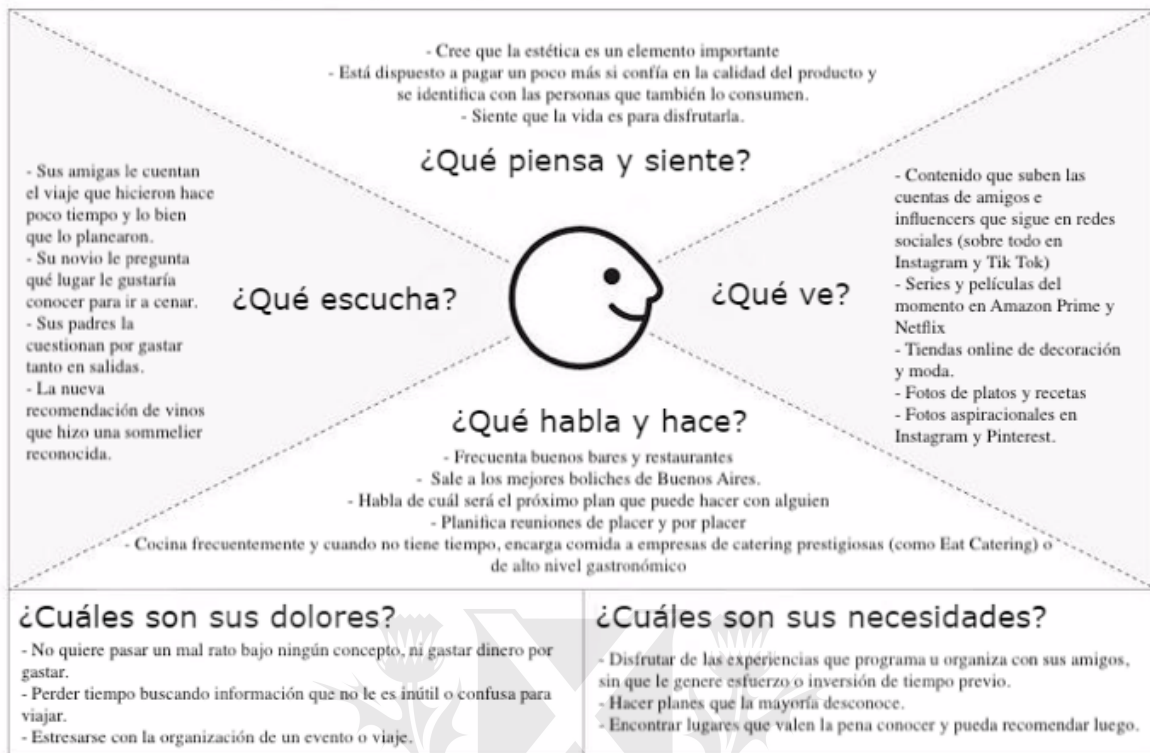 - Cree que la estética es un elemento importante
- Está dispuesto a pagar un poco más si confía en la calidad del producto y
se identifica con las personas que también lo consumen.
- Siente que la vida es para disfrutarla.
¿Qué piensa y siente?
- Sus amigas le cuentan
el viaje que hicieron hace
poco tiempo y lo bien
que lo planearon.
- Su novio le pregunta
qué lugar le gustaría
conocer para ir a cenar.
- Sus padres la
cuestionan por gastar
tanto en salidas.
- La nueva
recomendación de vinos
que hizo una sommelier
reconocida.
¿Qué escucha?
¿Qué ve?
- Contenido que suben las
cuentas de amigos e
influencers que sigue en redes
sociales (sobre todo en
Instagram y Tik Tok)
- Series y películas del
momento en Amazon Prime y
Netflix
- Tiendas online de decoración
y moda.
- Fotos de platos y recetas
- Fotos aspiracionales en
Instagram y Pinterest.
¿Qué habla y hace?
- Frecuenta buenos bares y restaurantes
- Sale a los mejores boliches de Buenos Aires.
- Habla de cuál será el próximo plan que puede hacer con alguien
- Planifica reuniones de placer y por placer
- Cocina frecuentemente y cuando no tiene tiempo, encarga comida a empresas de catering prestigiosas (como Eat Catering) o
de alto nivel gastronómico
¿Cuáles son sus dolores?
- No quiere pasar un mal rato bajo ningún concepto, ni gastar dinero por
gastar.
- Perder tiempo buscando información que no le es inútil o confusa para
viajar.
- Estresarse con la organización de un evento o viaje.
¿Cuáles son sus necesidades?
- Disfrutar de las experiencias que programa u organiza con sus amigos,
sin que le genere esfuerzo o inversión de tiempo previo.
- Hacer planes que la mayoría desconoce.
- Encontrar lugares que valen la pena conocer y pueda recomendar luego.